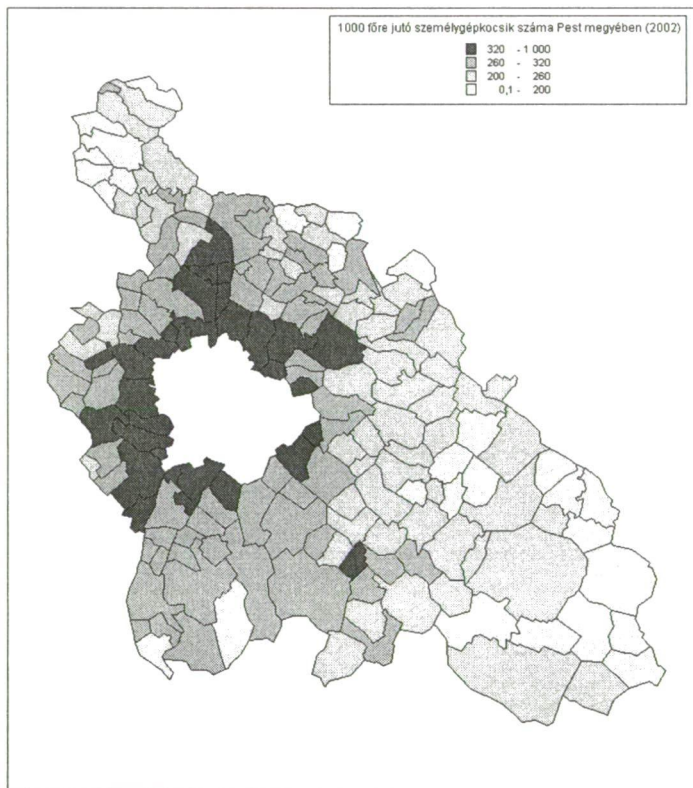 1000 főre jutó személygépkocsik száma Pest megyében (2002)
320 - 1 000
260 - 320
200 - 260
0,1 - 200